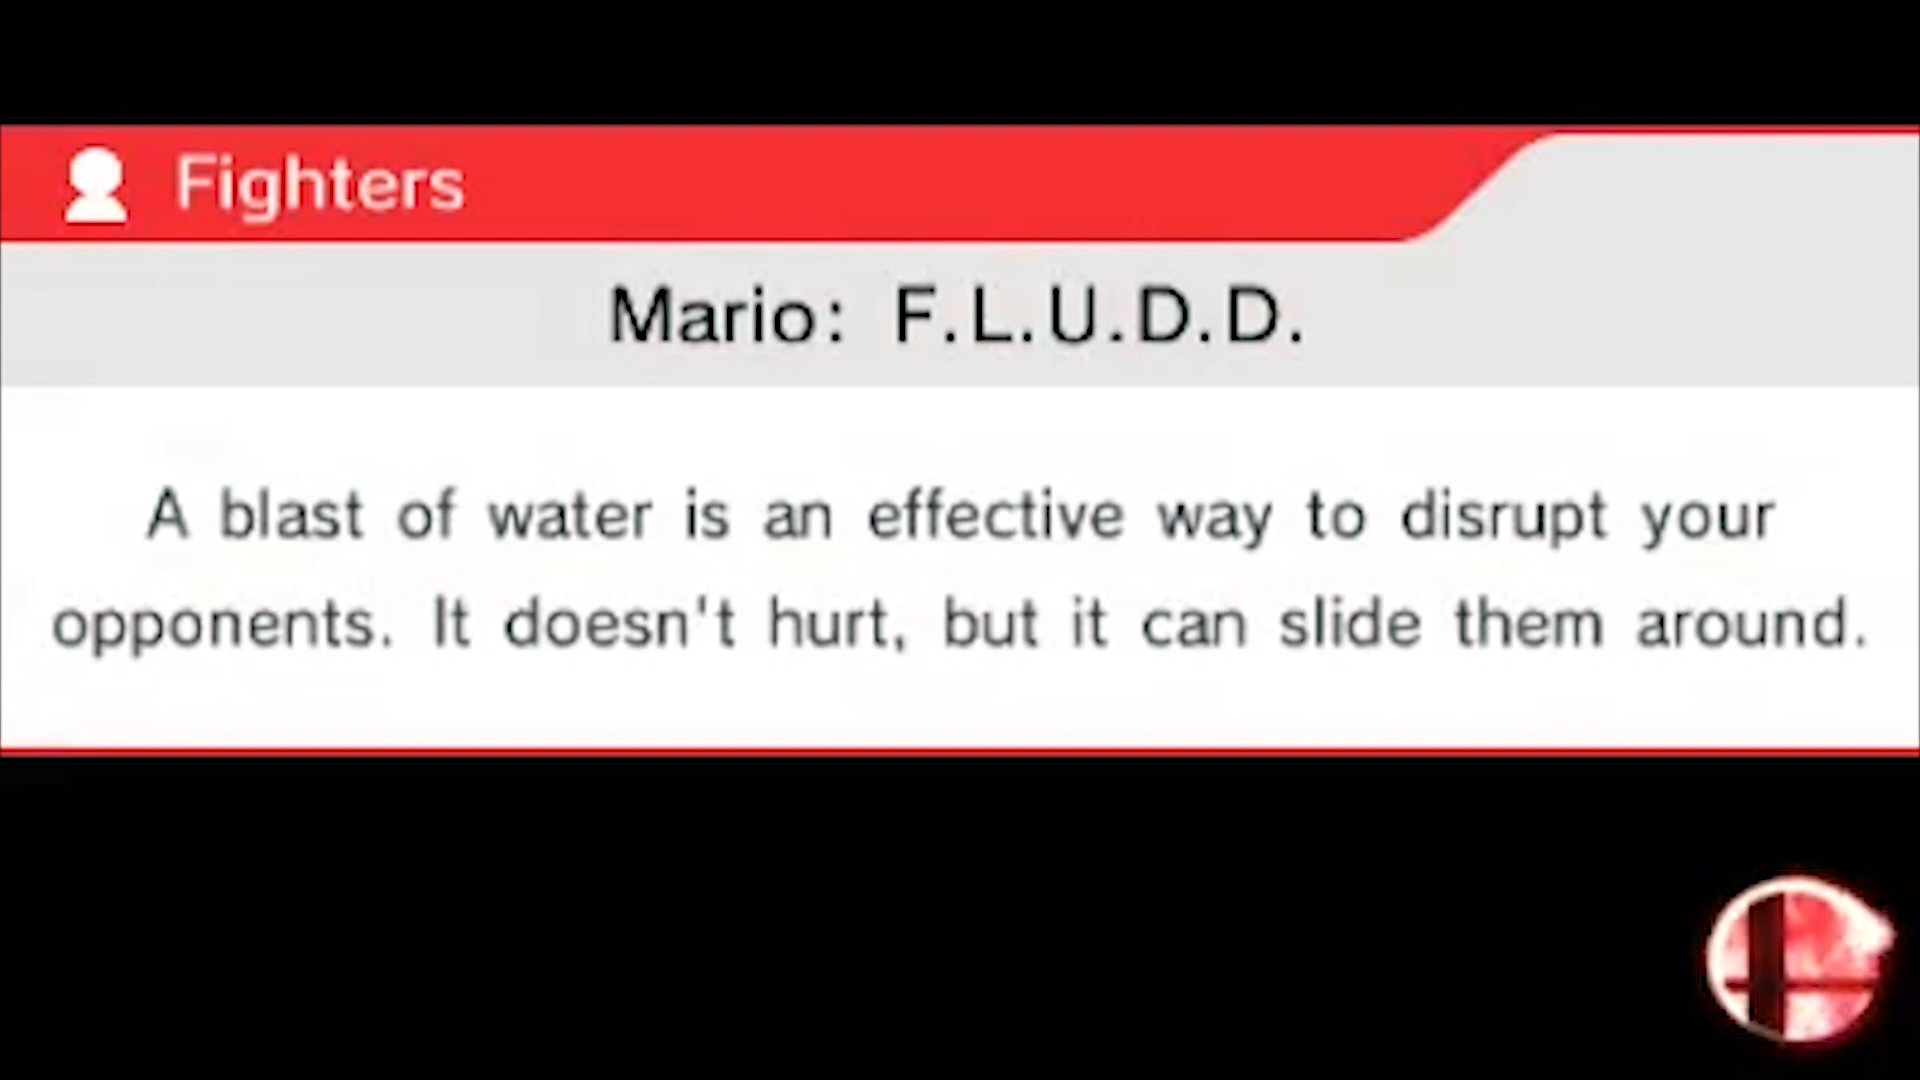 Fighters
Mario: F.L.U.D.D.
A blast of water is an effective way to disrupt your
opponents. It doesn't hurt, but it can slide them around.